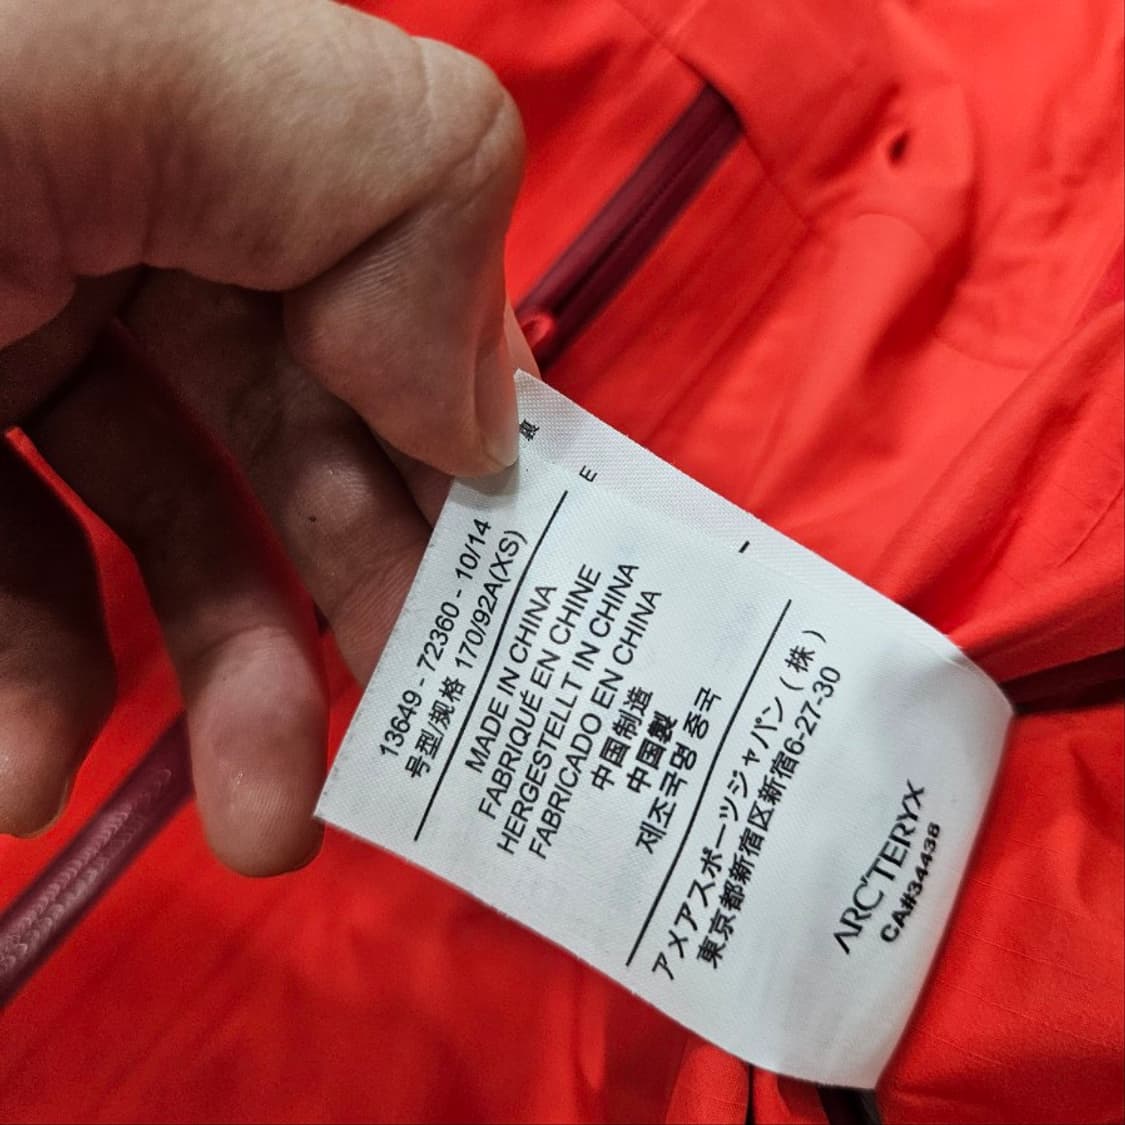 裏
E
13649 - 72360 - 10/14
号型/规格 170/92A(XS)
MADE IN CHINA
FABRIQUÉ EN CHINE
HERGESTELLT IN CHINA
FABRICADO EN CHINA
中国制造
中国製
제조국명 중국
アメアスポーツジャパン ( 株 )
東京都新宿区新宿6-27-30
ARC'TERYX
CA#34438